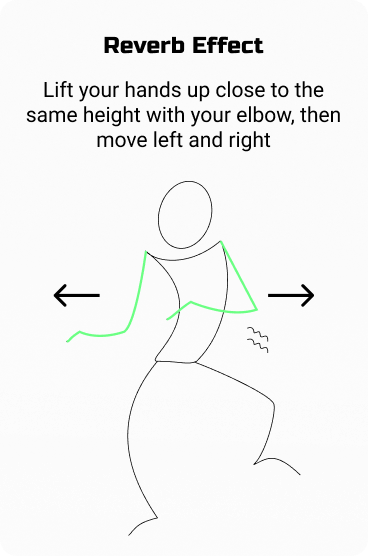 Reverb Effect
Lift your hands up close to the
same height with your elbow, then
move left and right